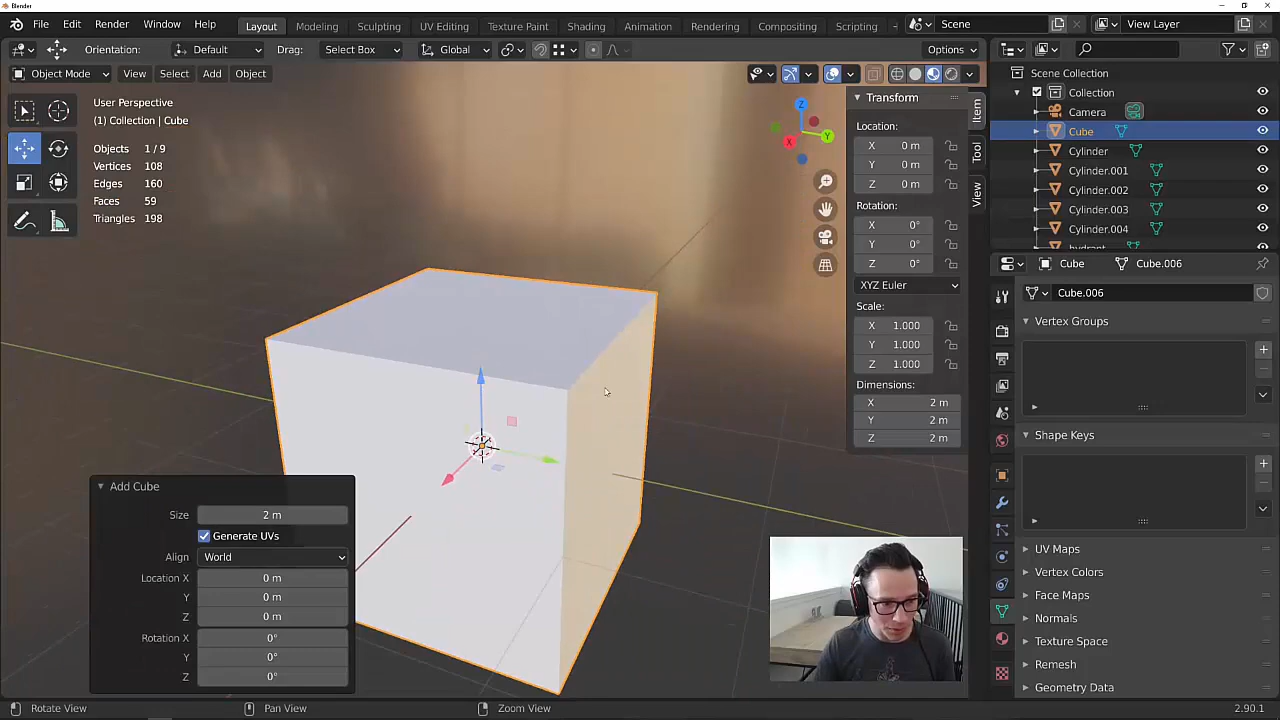 Blender
File Edit Render Window Help
Layout Modeling Sculpting UV Editing Texture Paint Shading Animation Rendering Compositing Scripting
Scene
View Layer
Orientation: Default Drag: Select Box Global Options
Object Mode View Select Add Object
User Perspective
(1) Collection | Cube
Objects 1 / 9
Vertices 108
Edges 160
Faces 59
Triangles 198
Z
Y
X
Transform
Location:
X 0 m
Y 0 m
Z 0 m
Rotation:
X 0°
Y 0°
Z 0°
XYZ Euler
Scale:
X 1.000
Y 1.000
Z 1.000
Dimensions:
X 2 m
Y 2 m
Z 2 m
Item
Tool
View
Scene Collection
Collection
Camera
Cube
Cylinder
Cylinder.001
Cylinder.002
Cylinder.003
Cylinder.004
hydrant
Cube Cube.006
Cube.006
Vertex Groups
Shape Keys
UV Maps
Vertex Colors
Face Maps
Normals
Texture Space
Remesh
Geometry Data
Add Cube
Size 2 m
Generate UVs
Align World
Location X 0 m
Y 0 m
Z 0 m
Rotation X 0°
Y 0°
Z 0°
Rotate View Pan View Zoom View 2.90.1